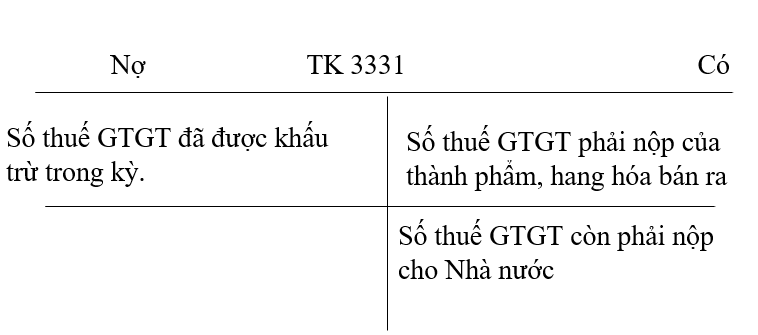 Nợ TK 3331 Có
Số thuế GTGT đã được khấu
trừ trong kỳ.
Số thuế GTGT phải nộp của
thành phẩm, hang hóa bán ra
Số thuế GTGT còn phải nộp
cho Nhà nước